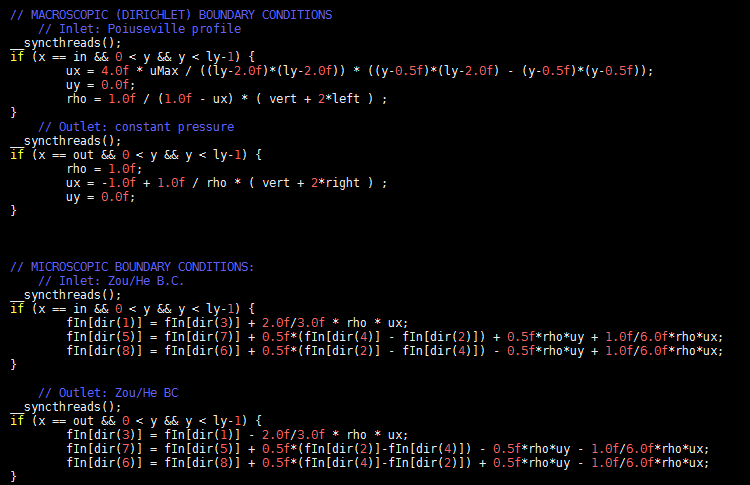 // MACROSCOPIC (DIRICHLET) BOUNDARY CONDITIONS
// Inlet: Poiuseville profile
__syncthreads();
if (x == in && 0 < y && y < ly-1) {
ux = 4.0f * uMax / ((ly-2.0f)*(ly-2.0f)) * ((y-0.5f)*(ly-2.0f) - (y-0.5f)*(y-0.5f));
uy = 0.0f;
rho = 1.0f / (1.0f - ux) * ( vert + 2*left ) ;
}
// Outlet: constant pressure
__syncthreads();
if (x == out && 0 < y && y < ly-1) {
rho = 1.0f;
ux = -1.0f + 1.0f / rho * ( vert + 2*right ) ;
uy = 0.0f;
}
// MICROSCOPIC BOUNDARY CONDITIONS:
// Inlet: Zou/He B.C.
__syncthreads();
if (x == in && 0 < y && y < ly-1) {
fIn[dir(1)] = fIn[dir(3)] + 2.0f/3.0f * rho * ux;
fIn[dir(5)] = fIn[dir(7)] + 0.5f*(fIn[dir(4)] - fIn[dir(2)]) + 0.5f*rho*uy + 1.0f/6.0f*rho*ux;
fIn[dir(8)] = fIn[dir(6)] + 0.5f*(fIn[dir(2)] - fIn[dir(4)]) - 0.5f*rho*uy + 1.0f/6.0f*rho*ux;
}
// Outlet: Zou/He BC
__syncthreads();
if (x == out && 0 < y && y < ly-1) {
fIn[dir(3)] = fIn[dir(1)] - 2.0f/3.0f * rho * ux;
fIn[dir(7)] = fIn[dir(5)] + 0.5f*(fIn[dir(2)]-fIn[dir(4)]) - 0.5f*rho*uy - 1.0f/6.0f*rho*ux;
fIn[dir(6)] = fIn[dir(8)] + 0.5f*(fIn[dir(4)]-fIn[dir(2)]) + 0.5f*rho*uy - 1.0f/6.0f*rho*ux;
}